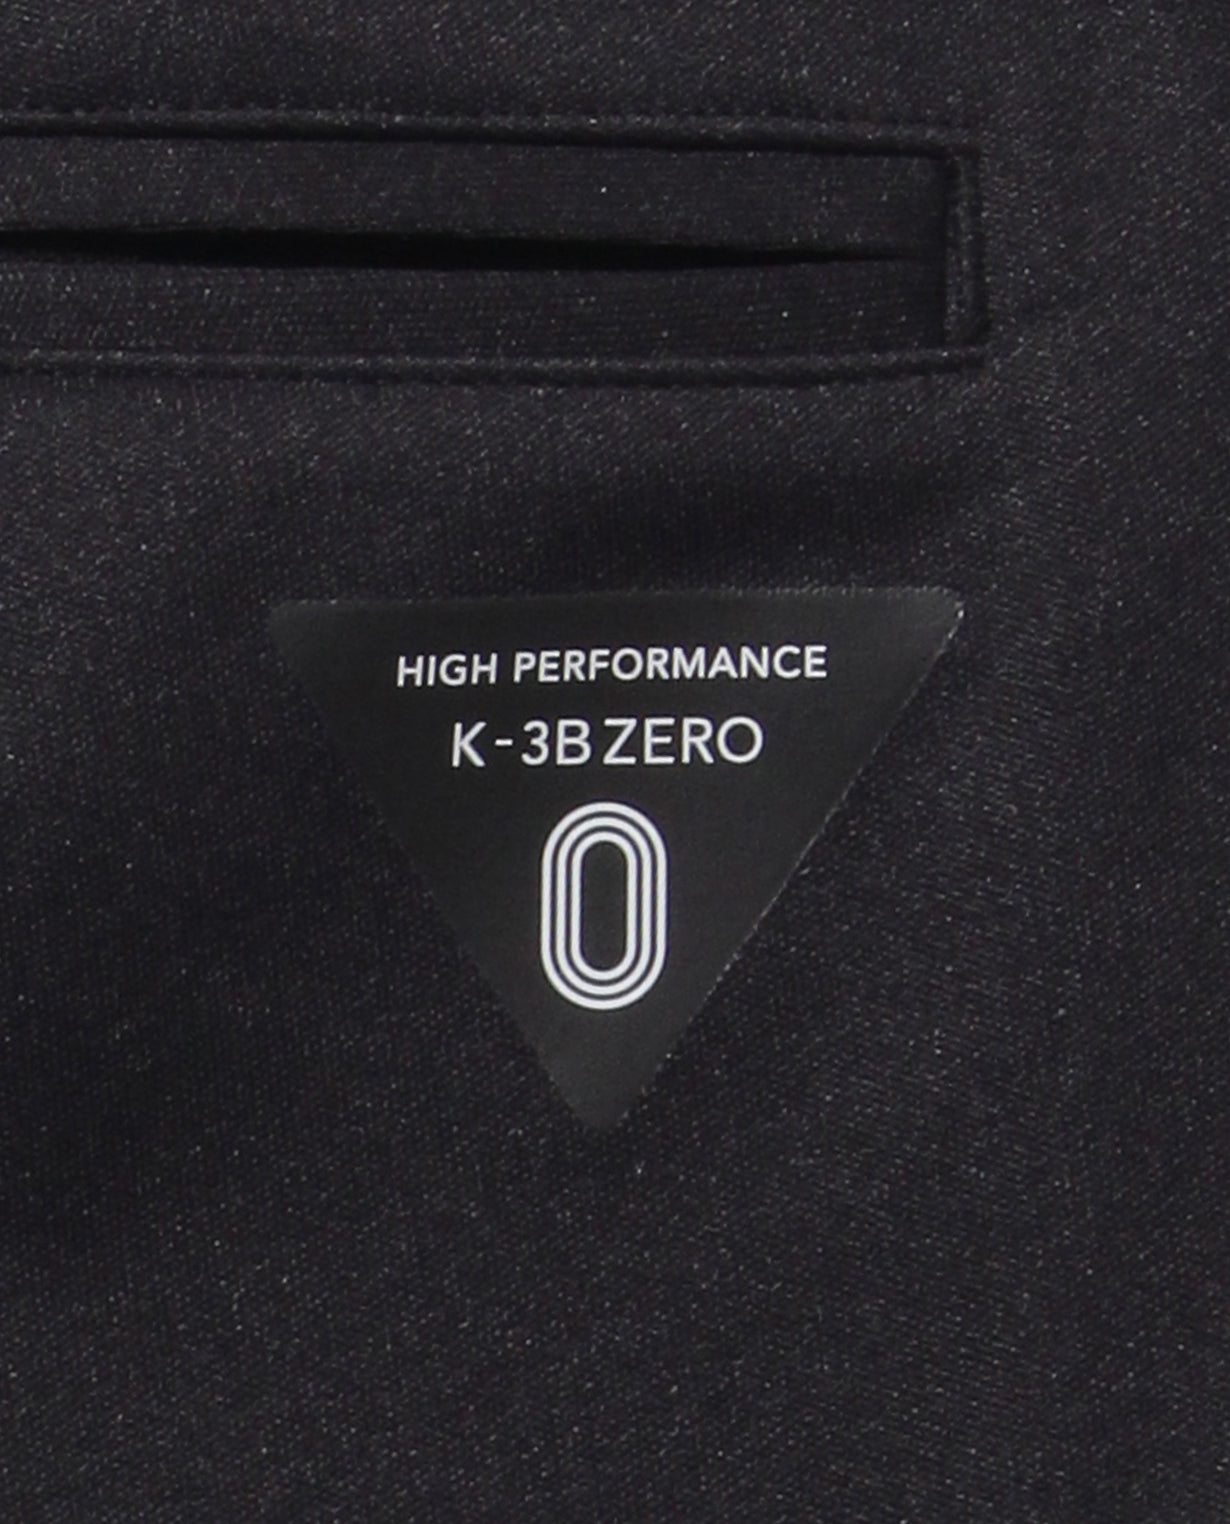 HIGH PERFORMANCE
K-3B ZERO
0